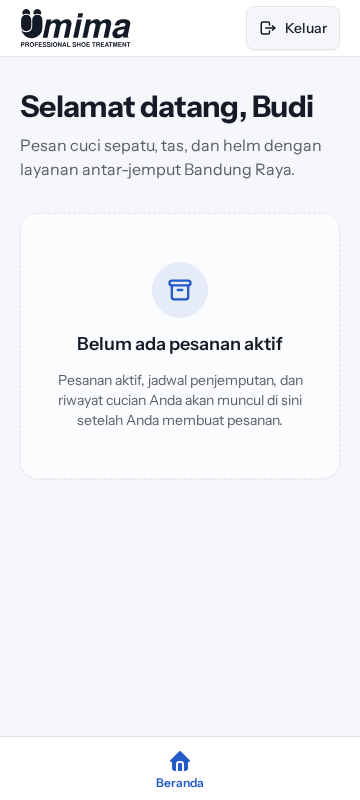 Ümima
PROFESSIONAL SHOE TREATMENT
Keluar
Selamat datang, Budi
Pesan cuci sepatu, tas, dan helm dengan
layanan antar-jemput Bandung Raya.
Belum ada pesanan aktif
Pesanan aktif, jadwal penjemputan, dan
riwayat cucian Anda akan muncul di sini
setelah Anda membuat pesanan.
Beranda